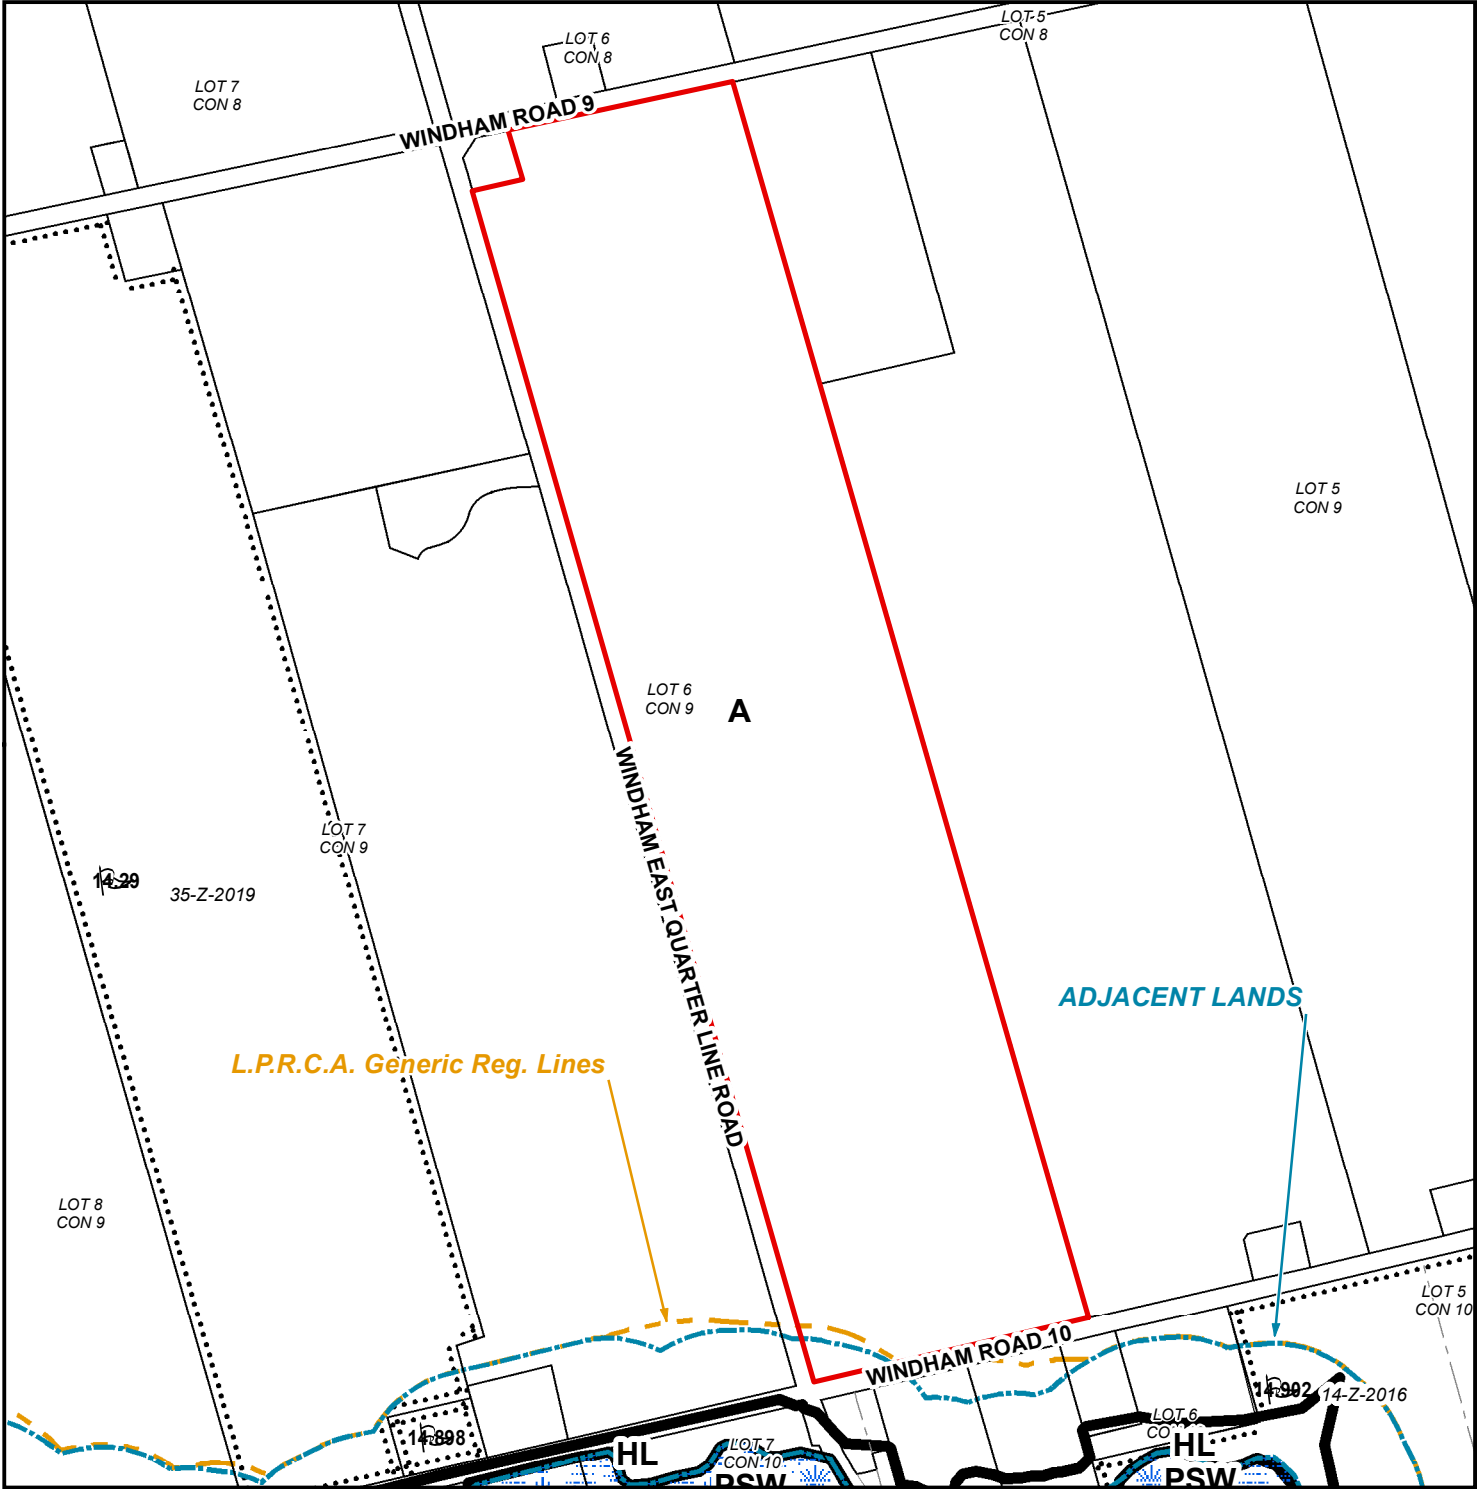 LOT 5
CON 8
LOT 6
CON 8
LOT 7
CON 8
WINDHAM ROAD 9
LOT 5
CON 9
LOT 6
CON 9
A
WINDHAM EAST QUARTER LINE ROAD
LOT 7
CON 9
14.29
35-Z-2019
ADJACENT LANDS
L.P.R.C.A. Generic Reg. Lines
LOT 8
CON 9
LOT 5
CON 10
WINDHAM ROAD 10
14.992
14-Z-2016
LOT 6
14.898
HL
LOT 7
CON 10
PSW
HL
PSW